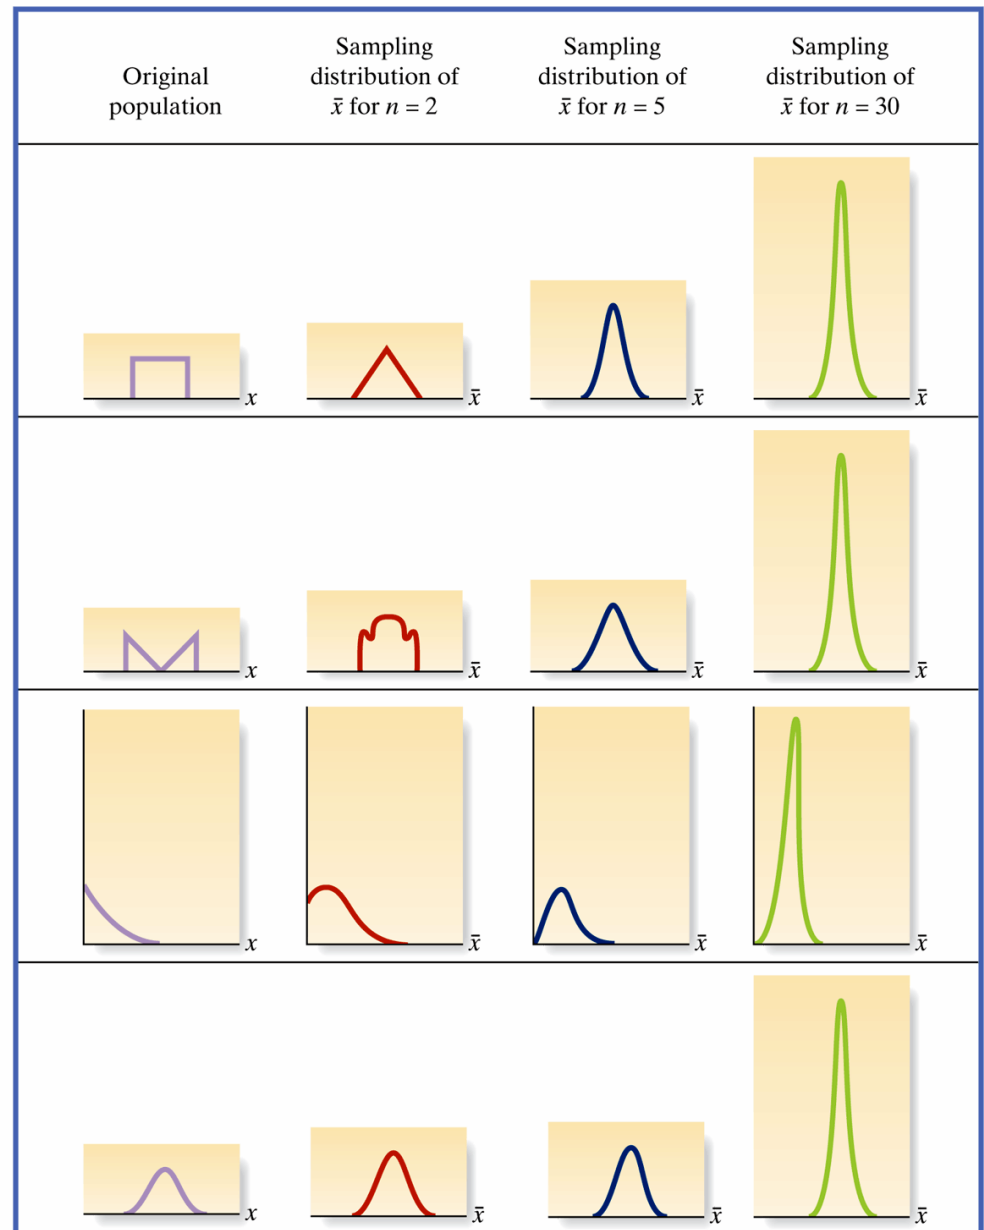 Original
population
Sampling
distribution of
x̄ for n = 2
Sampling
distribution of
x̄ for n = 5
Sampling
distribution of
x̄ for n = 30
x
x̄
x̄
x̄
x
x̄
x̄
x̄
x
x̄
x̄
x̄
x
x̄
x̄
x̄